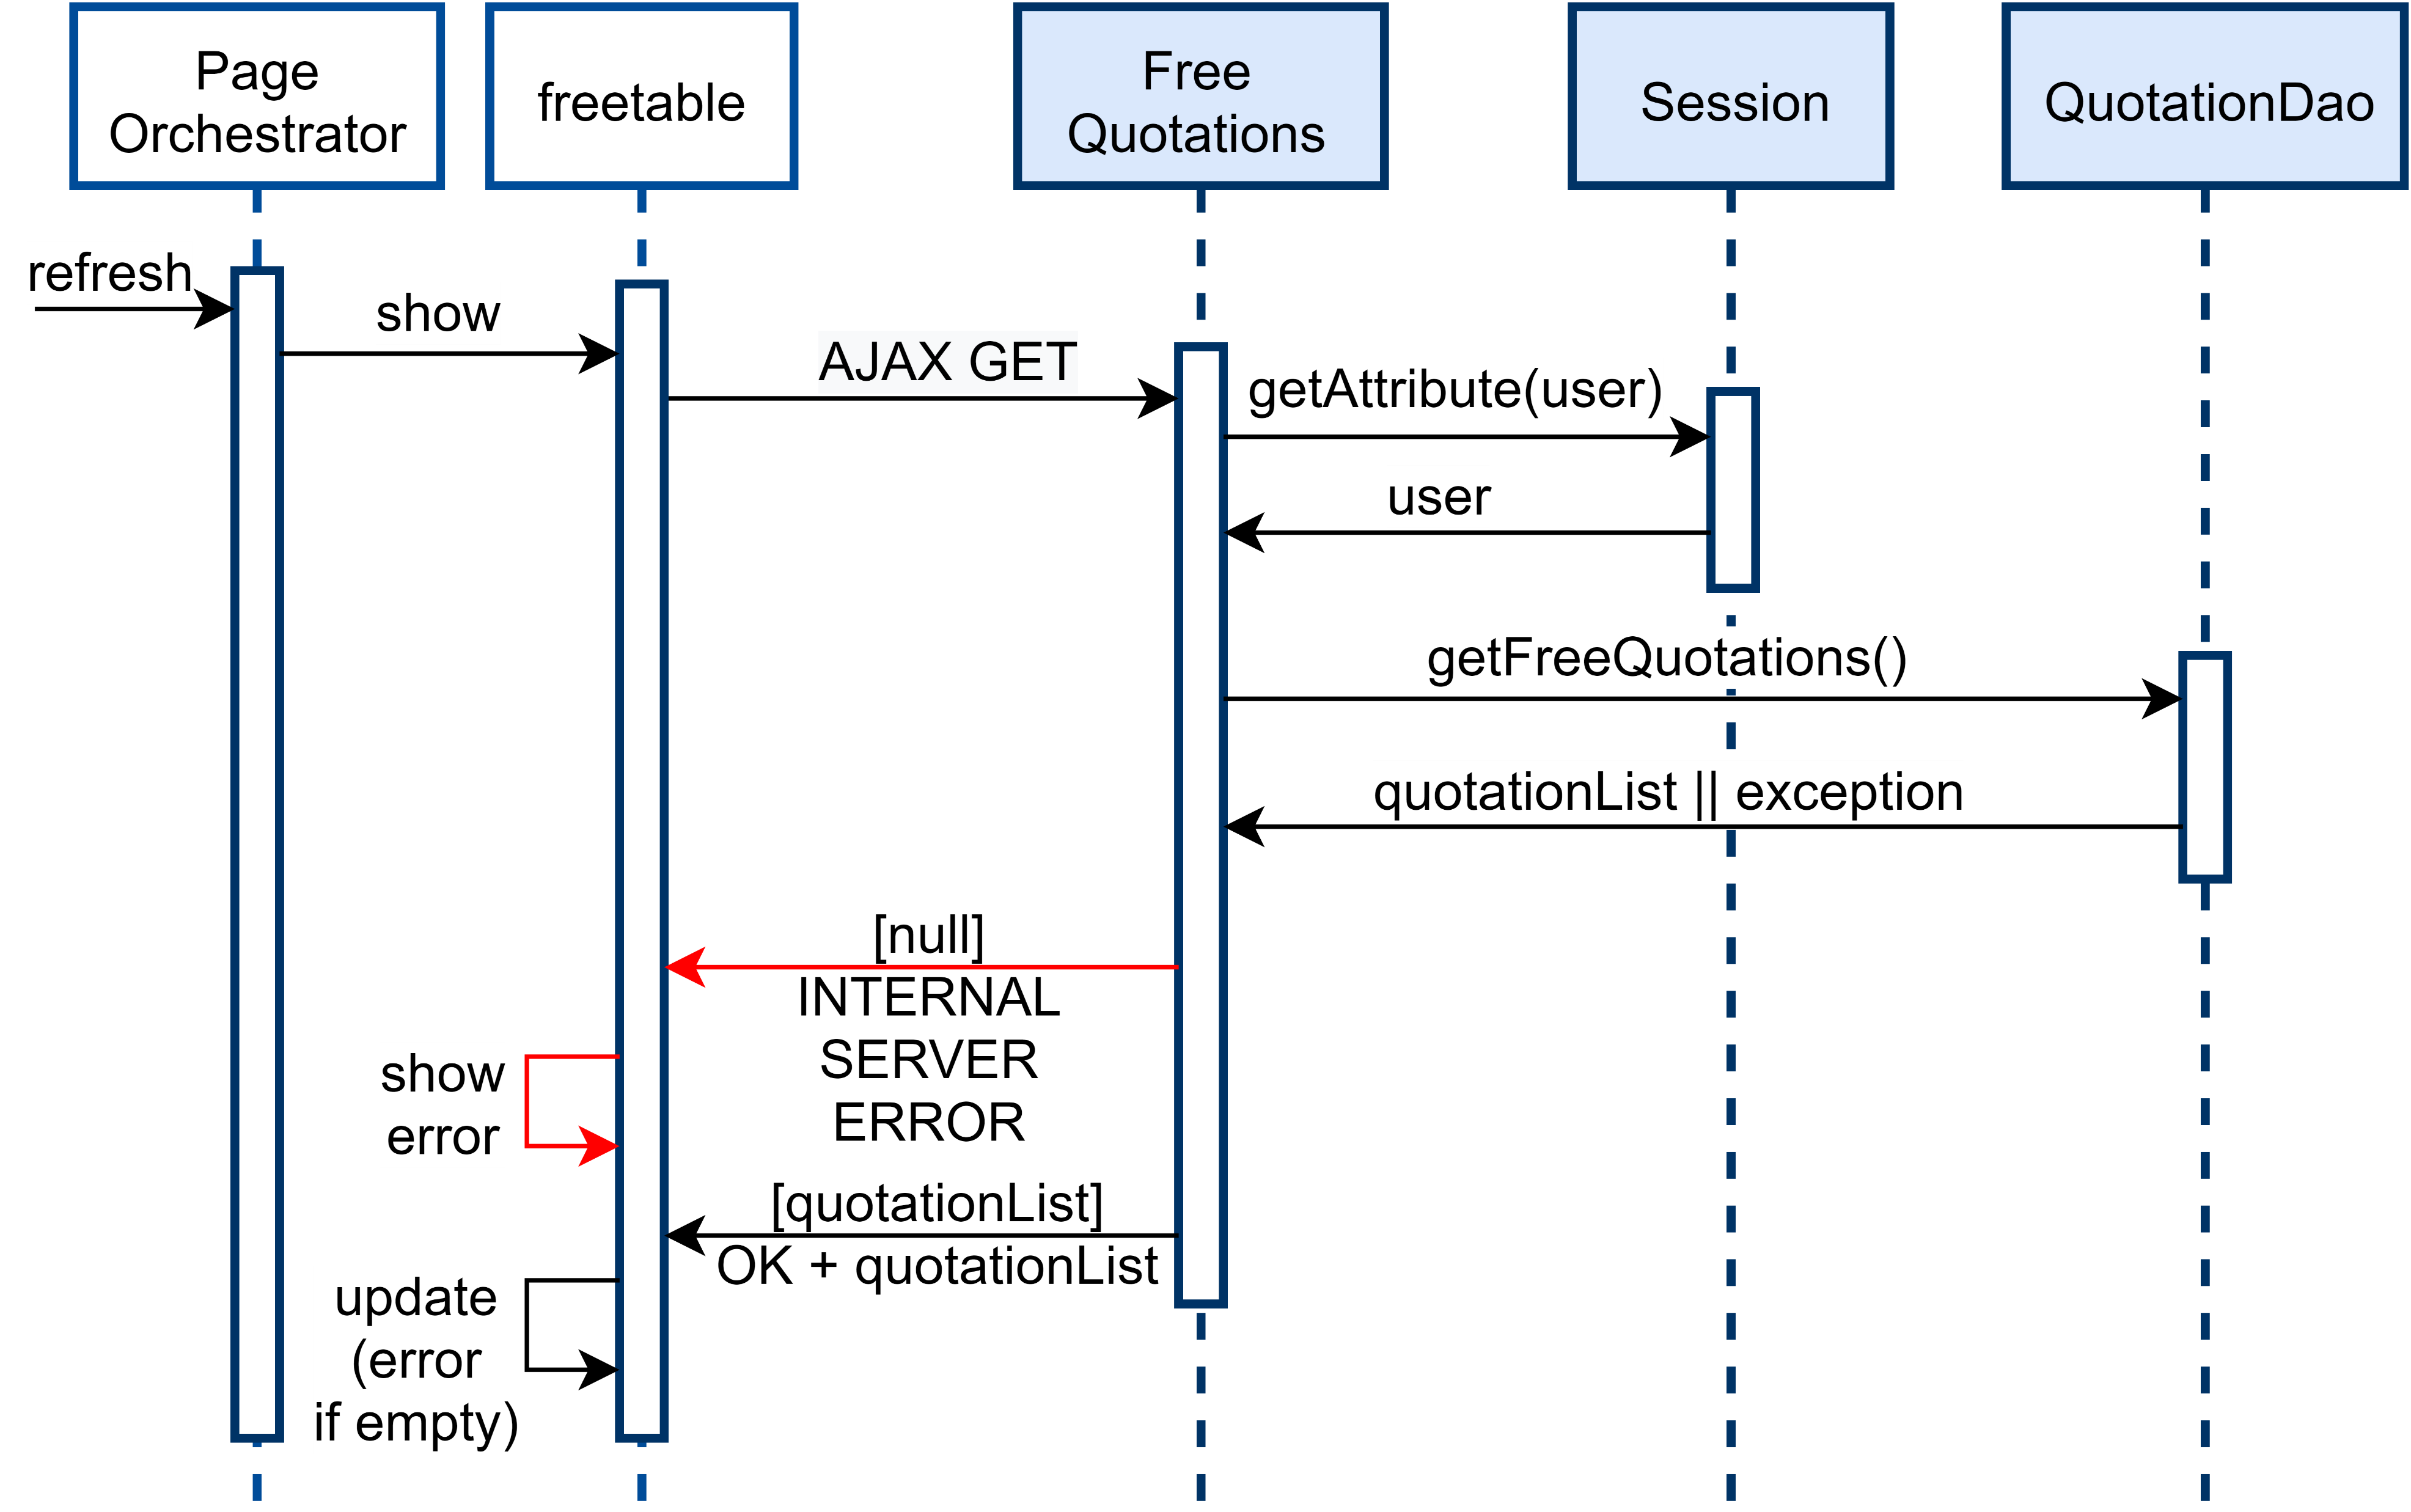 Page
Orchestrator
freetable
Free
Quotations
Session
QuotationDao
refresh
show
AJAX GET
getAttribute(user)
user
getFreeQuotations()
quotationList || exception
[null]
INTERNAL
SERVER
ERROR
show
error
[quotationList]
OK + quotationList
update
(error
if empty)